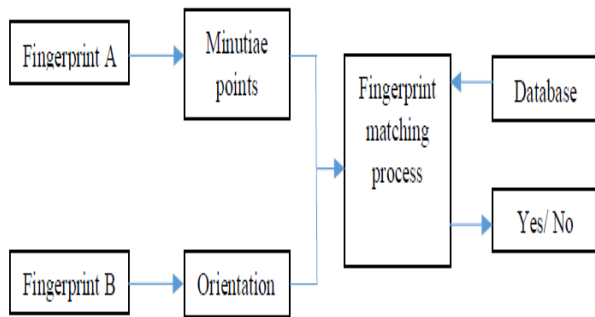 Fingerprint A
Minutiae
points
Fingerprint
matching
process
Database
Yes/ No
Fingerprint B
Orientation